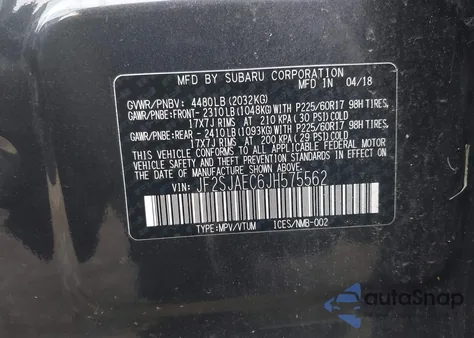 MFD BY SUBARU CORPORATION
MFD IN 04/18
GVWR/PNBV: 4480LB(2032KG)
GAWR/PNBE:FRONT- 2310LB(1048KG)WITH P225/60R17 98H TIRES,
17X7J RIMS AT 210 KPA (30 PSI) COLD
GAWR/PNBE:REAR - 2410LB(1093KG)WITH P225/60R17 98H TIRES,
17X7J RIMS AT 200 KPA (29 PSI)COLD
THIS VEHICLE CONFORMS TO ALL APPLICABLE FEDERAL MOTOR
VEHICLE SAFETY AND BUMPER STANDARDS IN EFFECT ON
THE DATE OF MANUFACTURE SHOWN ABOVE.
VIN: JF2SJAEC6JH575562
TYPE:MPV/VTUM 1CES/NMB-002
autoSnap